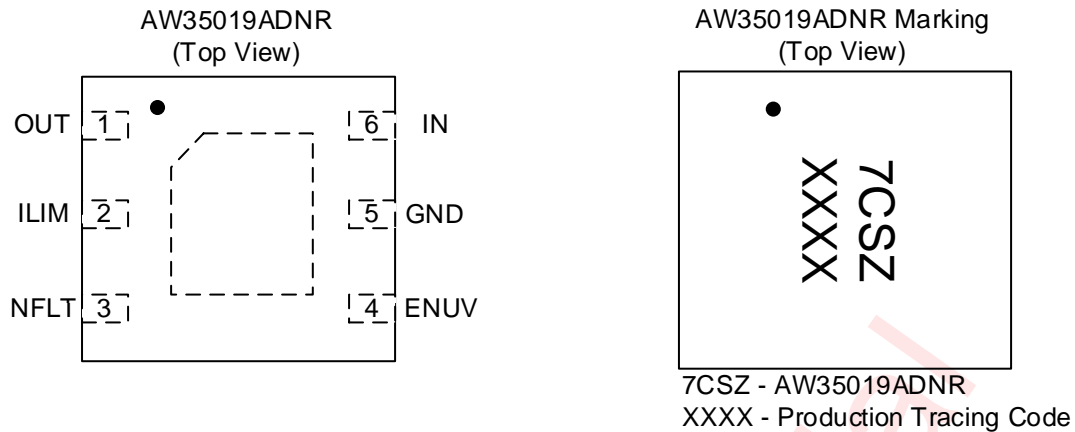 AW35019ADNR
(Top View)
OUT 1
ILIM 2
NFLT 3
6 IN
5 GND
4 ENUV
AW35019ADNR Marking
(Top View)
7CSZ
XXXX
7CSZ - AW35019ADNR
XXXX - Production Tracing Code